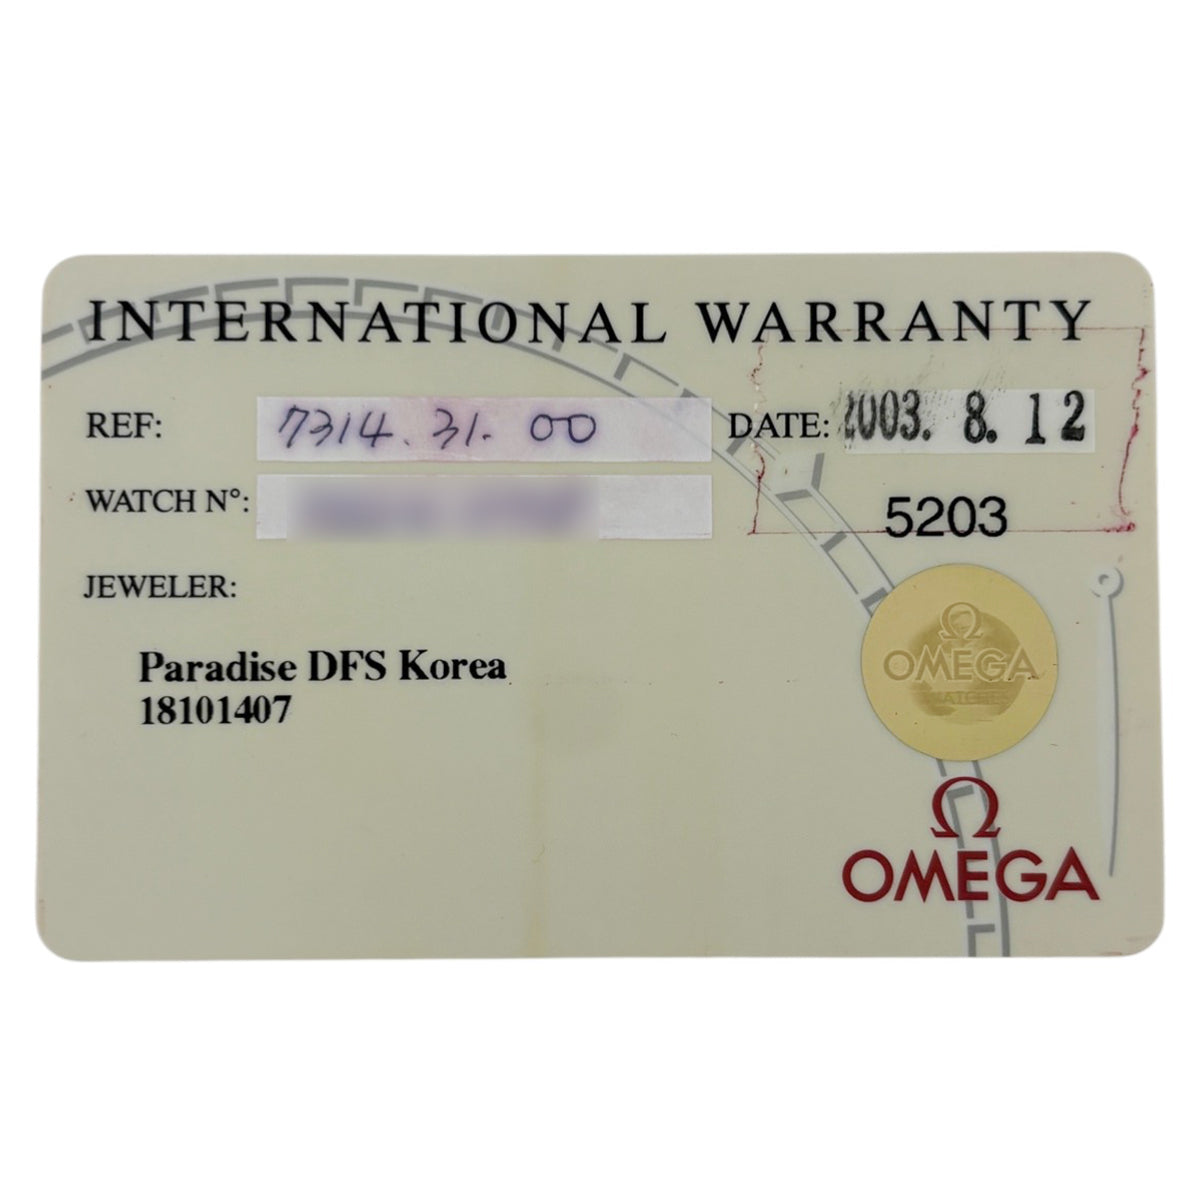 INTERNATIONAL WARRANTY
REF: 7314.31.00 DATE: 2003.8.12
WATCH N°:
5203
JEWELER:
Paradise DFS Korea
18101407
Ω
OMEGA
WATCHES
Ω
OMEGA